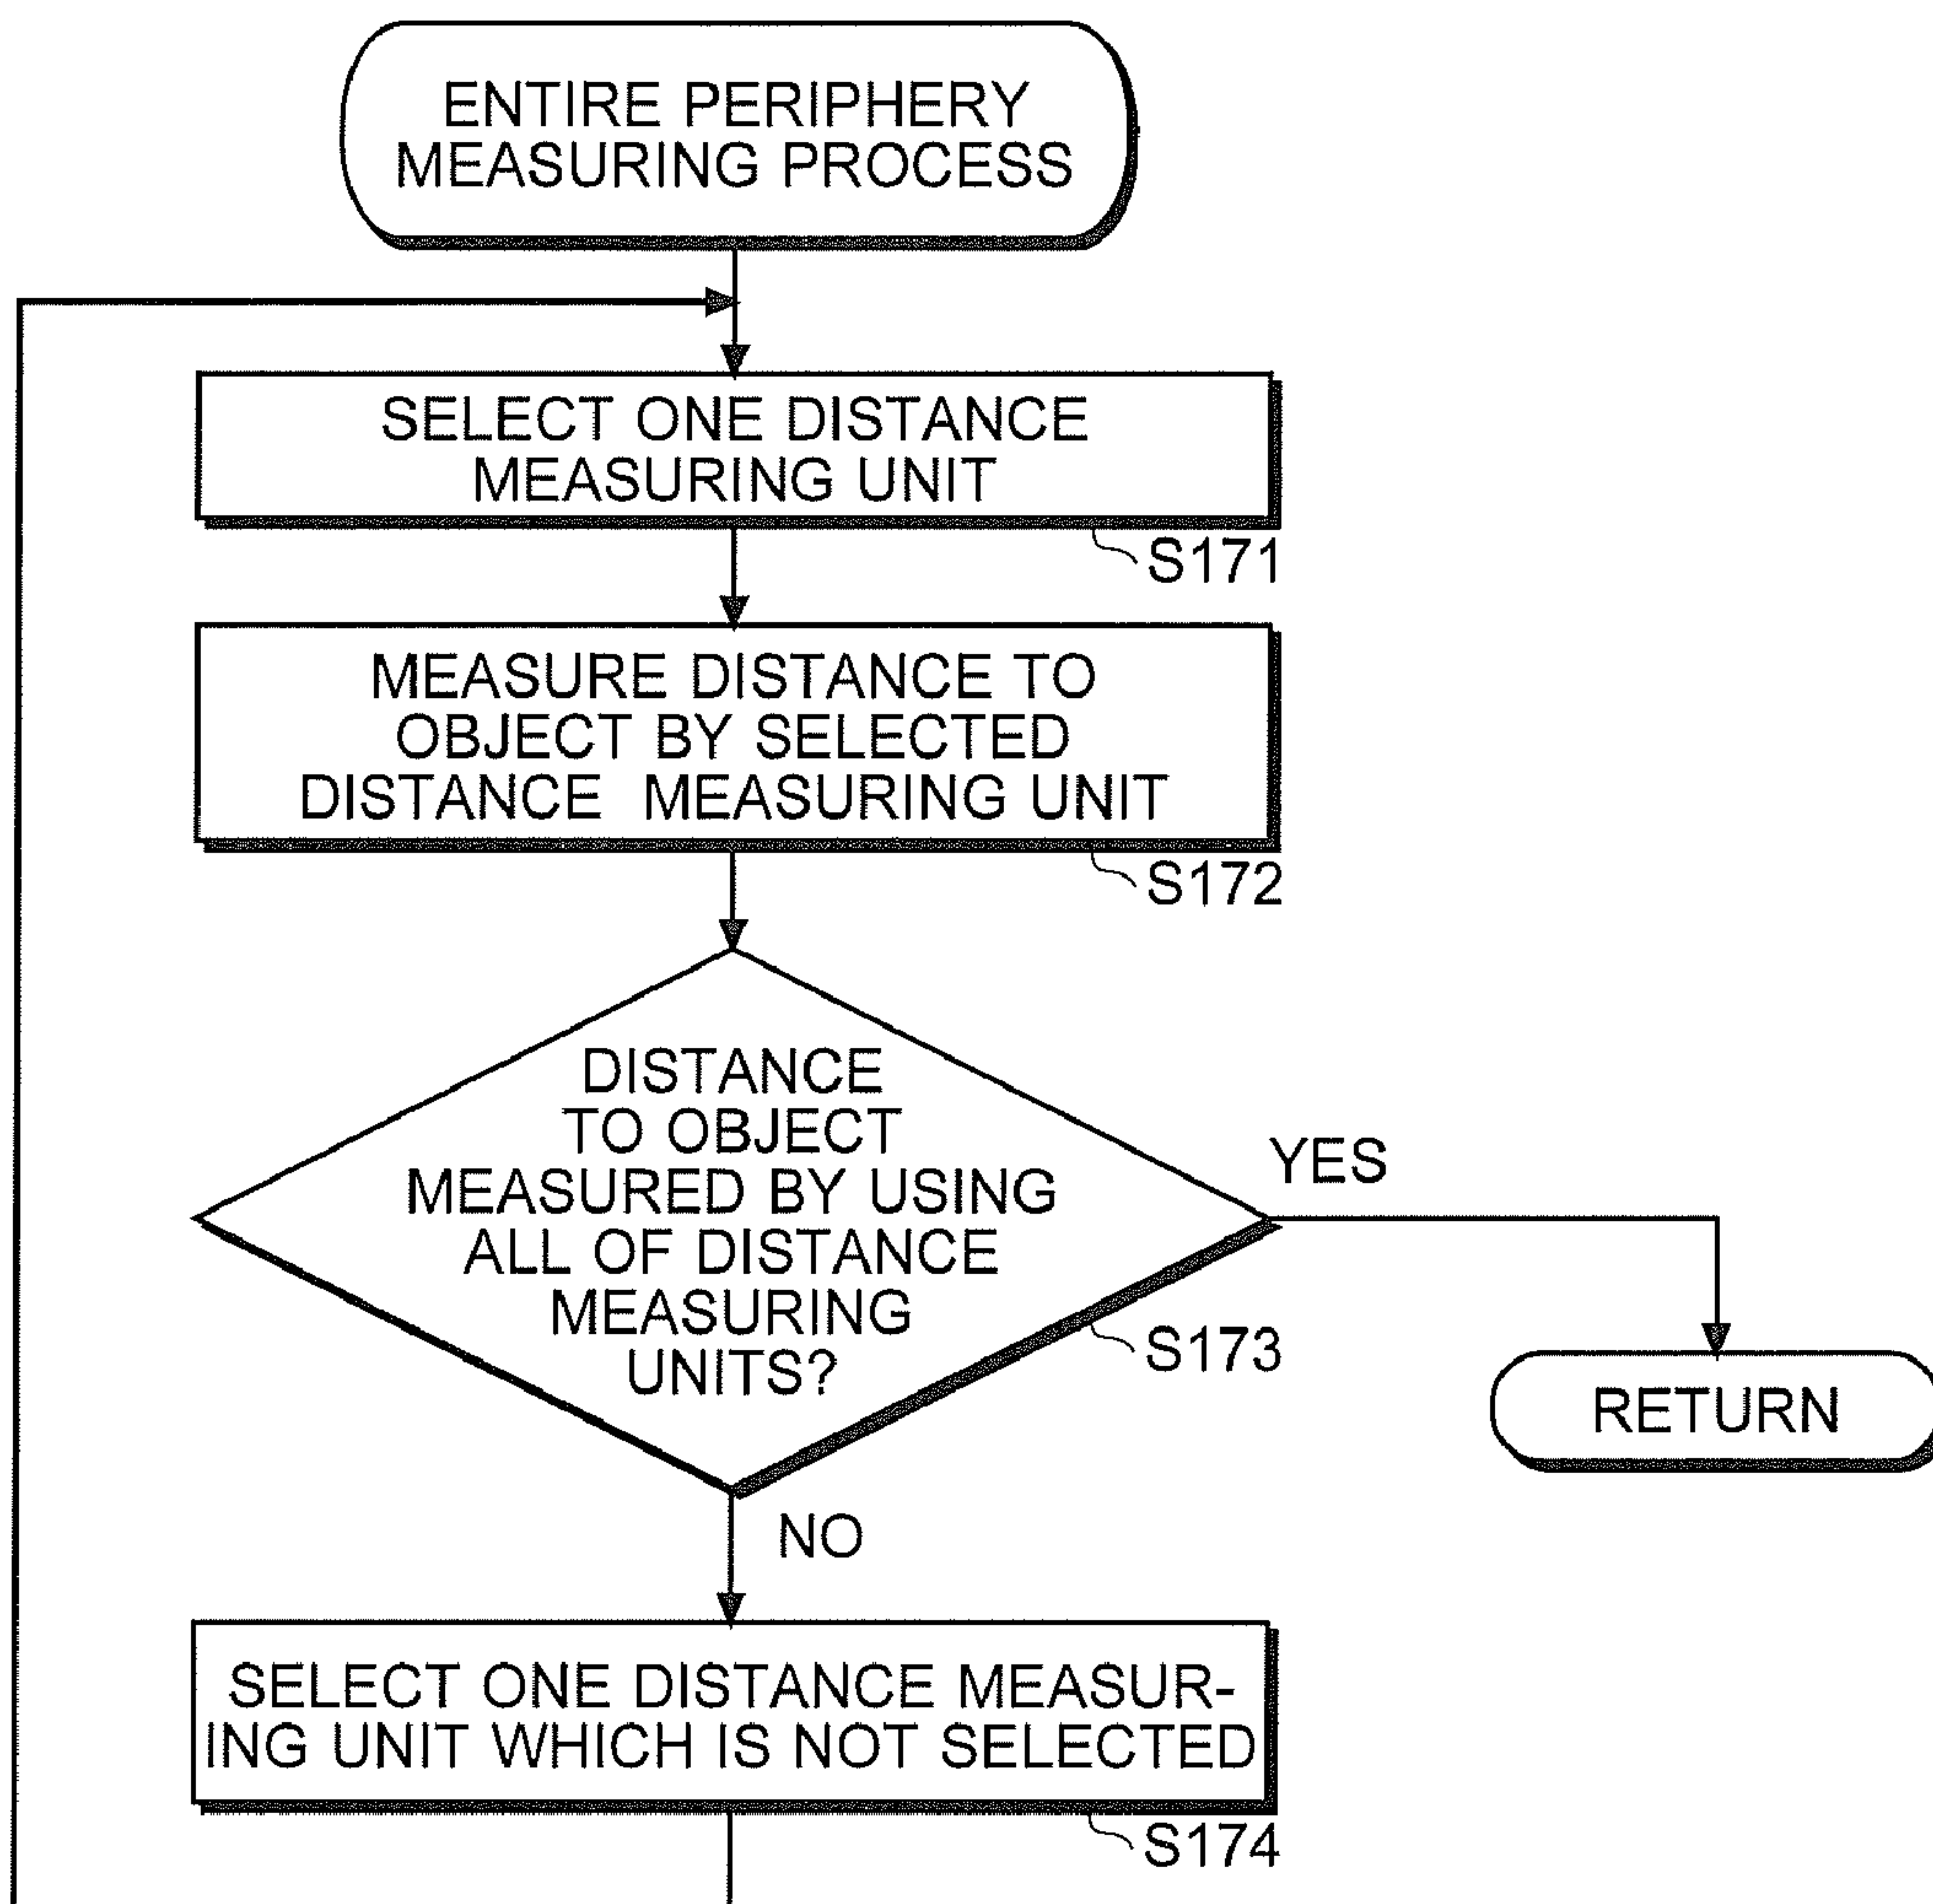 ENTIRE PERIPHERY
MEASURING PROCESS
SELECT ONE DISTANCE
MEASURING UNIT
S171
MEASURE DISTANCE TO
OBJECT BY SELECTED
DISTANCE MEASURING UNIT
S172
DISTANCE
TO OBJECT
MEASURED BY USING
ALL OF DISTANCE
MEASURING
UNITS?
YES
S173
RETURN
NO
SELECT ONE DISTANCE MEASUR-
ING UNIT WHICH IS NOT SELECTED
S174